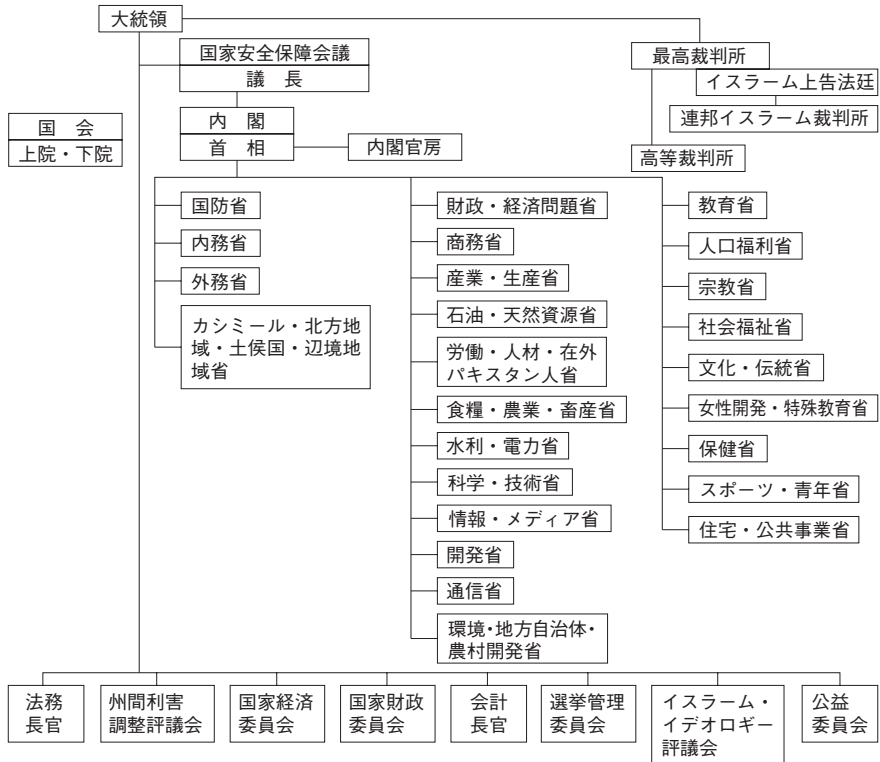 大統領
国家安全保障会議
議 長
最高裁判所
イスラーム上告法廷
連邦イスラーム裁判所
高等裁判所
国 会
上院・下院
内 閣
首 相
内閣官房
国防省
内務省
外務省
カシミール・北方地
域・土侯国・辺境地
域省
財政・経済問題省
商務省
産業・生産省
石油・天然資源省
労働・人材・在外
パキスタン人省
食糧・農業・畜産省
水利・電力省
科学・技術省
情報・メディア省
開発省
通信省
環境・地方自治体・
農村開発省
教育省
人口福利省
宗教省
社会福祉省
文化・伝統省
女性開発・特殊教育省
保健省
スポーツ・青年省
住宅・公共事業省
法務
長官
州間利害
調整評議会
国家経済
委員会
国家財政
委員会
会計
長官
選挙管理
委員会
イスラーム・
イデオロギー
評議会
公益
委員会